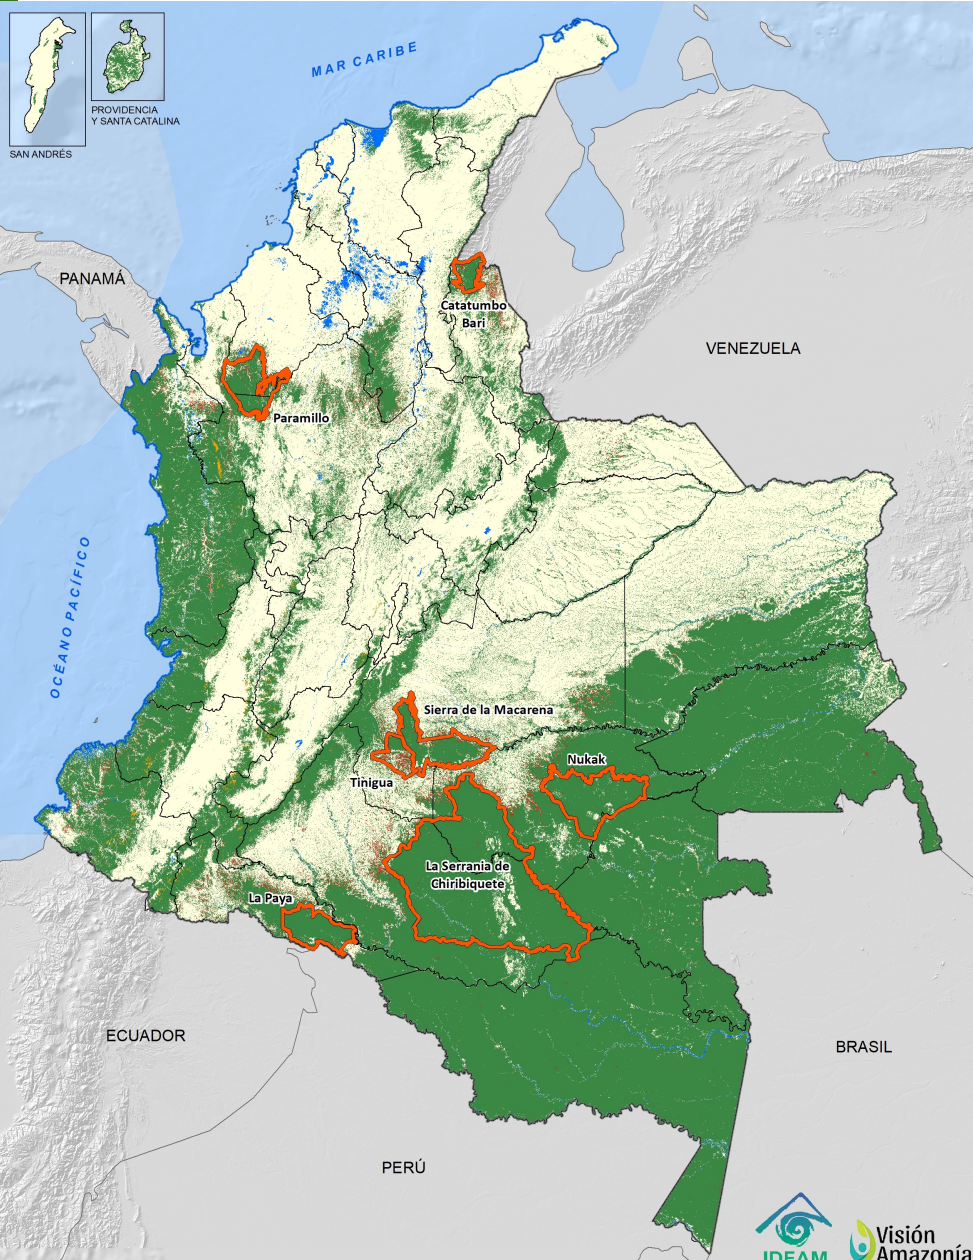 MAR CARIBE
PROVIDENCIA
Y SANTA CATALINA
SAN ANDRÉS
PANAMÁ
Catatumbo
Bari
VENEZUELA
Paramillo
OCÉANO PACÍFICO
Sierra de la Macarena
Tinigua
Nukak
La Serrania de
Chiribiquete
La Paya
ECUADOR
BRASIL
PERÚ
IDEAM
Visión
Amazonía